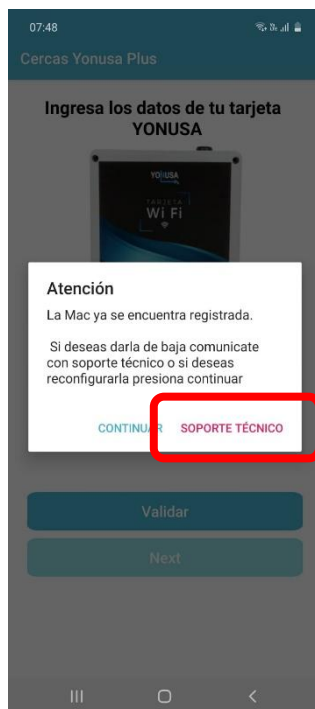 07:48
Cercas Yonusa Plus
Ingresa los datos de tu tarjeta
YONUSA
YONUSA
TARJETA
Wi Fi
Atención
La Mac ya se encuentra registrada.
Si deseas darla de baja comunicate
con soporte técnico o si deseas
reconfigurarla presiona continuar
CONTINUAR SOPORTE TÉCNICO
Validar
Next